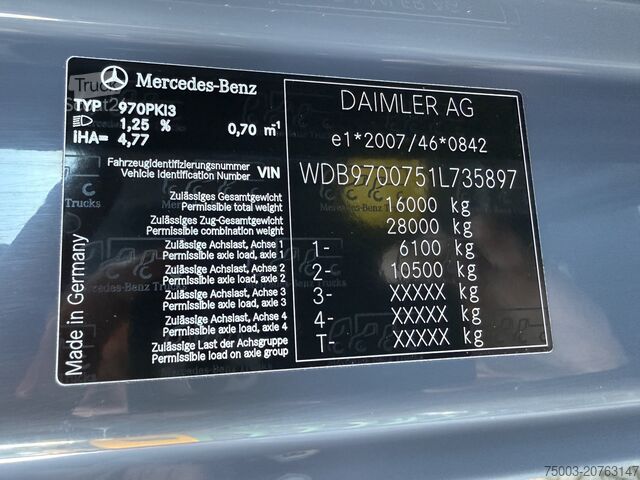 Mercedes-Benz
TYP 970PKI3
1,25 % 0,70 m⁻¹
iHA= 4,77
DAIMLER AG
e1*2007/46*0842
Fahrzeugidentifizierungsnummer
Vehicle Identification Number VIN WDB9700751L735897
Zulässiges Gesamtgewicht
Permissible total weight 16000 kg
Zulässiges Zug-Gesamtgewicht
Permissible combination weight 28000 kg
Zulässige Achslast, Achse 1
Permissible axle load, axle 1 1- 6100 kg
Zulässige Achslast, Achse 2
Permissible axle load, axle 2 2- 10500 kg
Zulässige Achslast, Achse 3
Permissible axle load, axle 3 3- XXXXX kg
Zulässige Achslast, Achse 4
Permissible axle load, axle 4 4- XXXXX kg
Zulässige Last der Achsgruppe
Permissible load on axle group T- XXXXX kg
Made in Germany
Trucks
Mercedes-Benz Trucks
75003-20763147